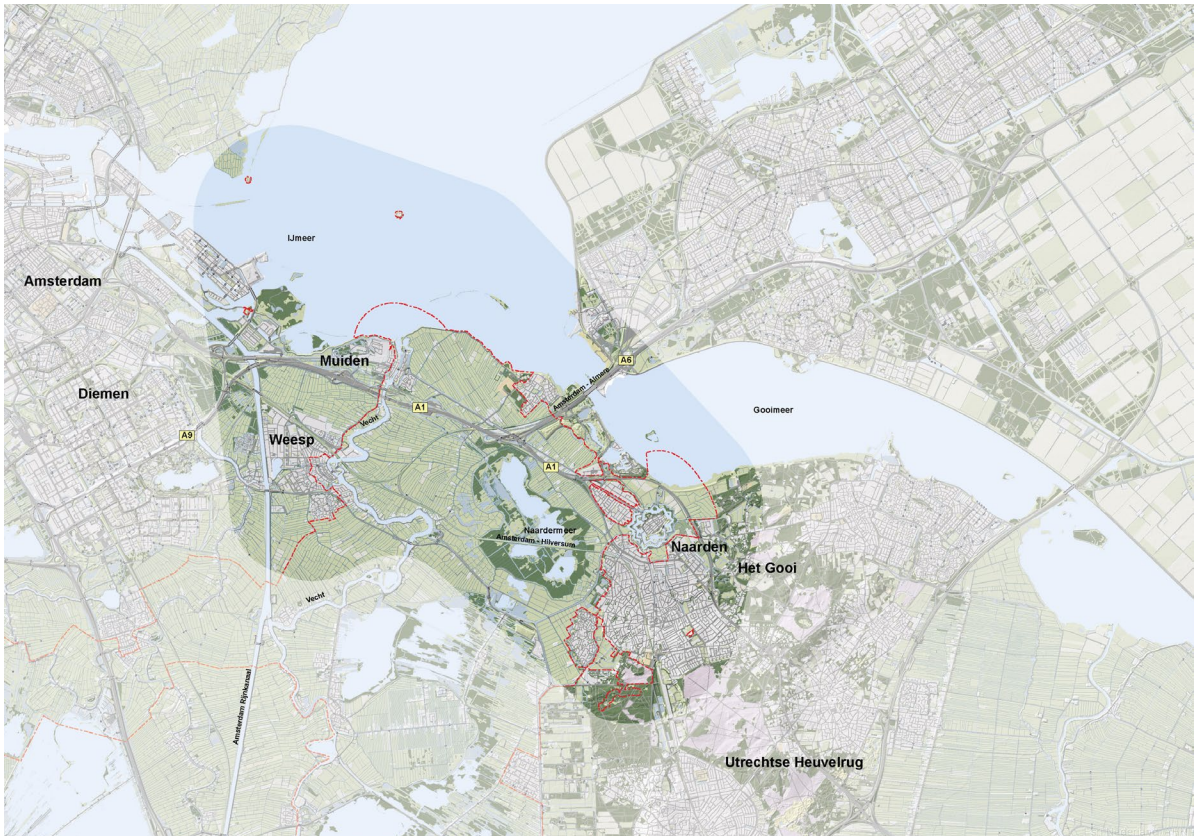 IJmeer
Amsterdam
Muiden
A6
Amsterdam - Almere
Diemen
A1
Gooimeer
Vecht
A9
Weesp
A1
Naardermeer
Amsterdam - Hilversum
Naarden
Het Gooi
Vecht
Amsterdam Rijnkanaal
Utrechtse Heuvelrug